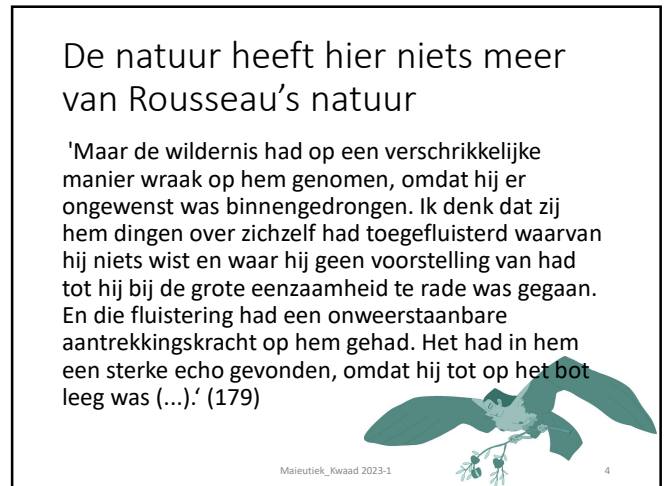 De natuur heeft hier niets meer
van Rousseau’s natuur
'Maar de wildernis had op een verschrikkelijke
manier wraak op hem genomen, omdat hij er
ongewenst was binnengedrongen. Ik denk dat zij
hem dingen over zichzelf had toegefluisterd waarvan
hij niets wist en waar hij geen voorstelling van had
tot hij bij de grote eenzaamheid te rade was gegaan.
En die fluistering had een onweerstaanbare
aantrekkingskracht op hem gehad. Het had in hem
een sterke echo gevonden, omdat hij tot op het bot
leeg was (...).‘ (179)
Maieutiek_Kwaad 2023-1
4